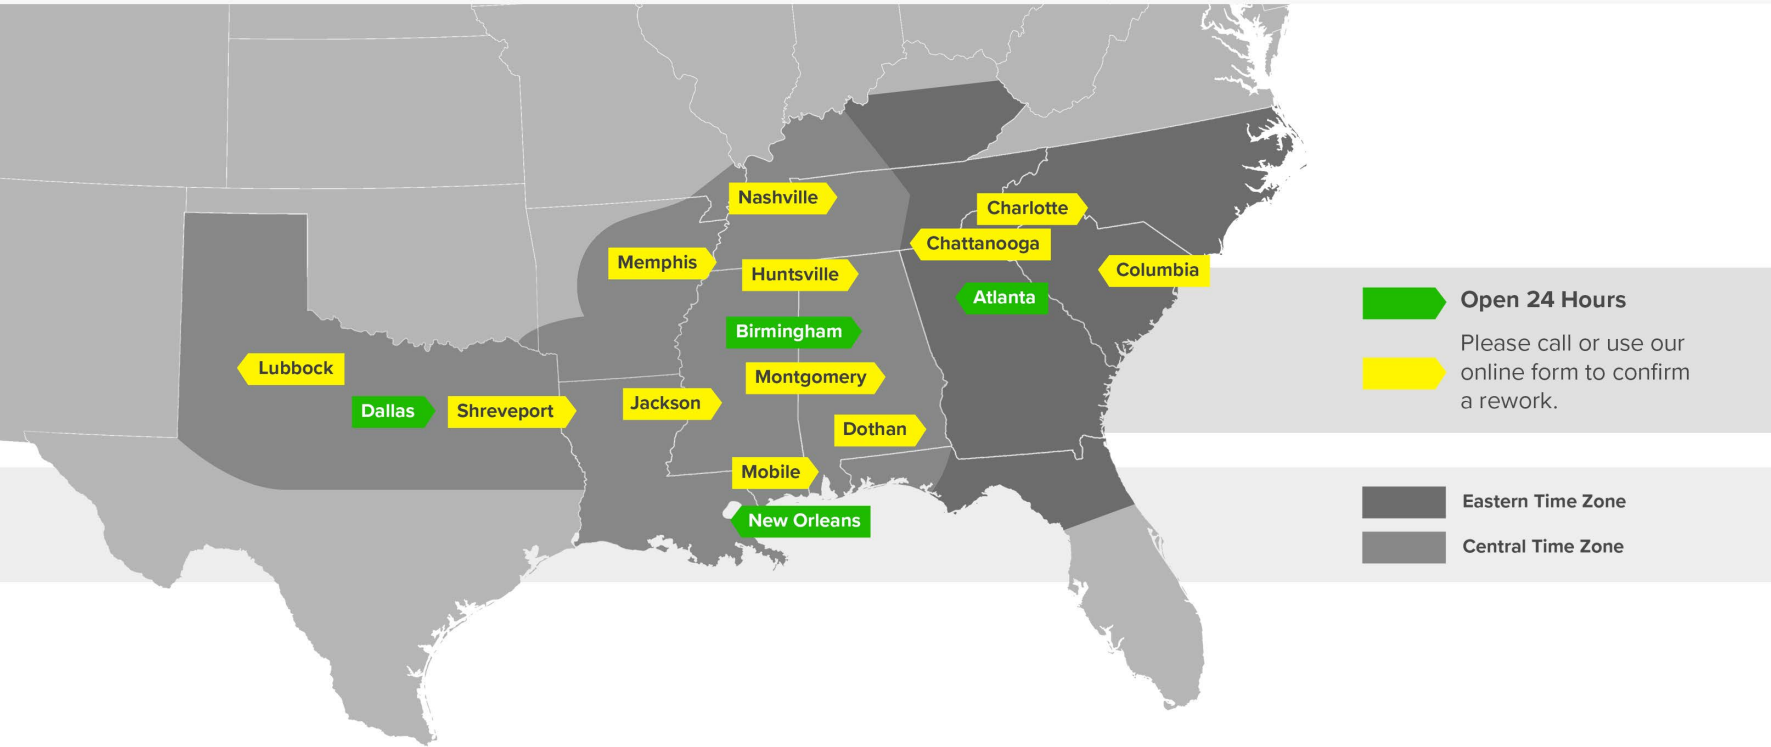 Nashville
Charlotte
Chattanooga
Memphis
Huntsville
Columbia
Atlanta
Birmingham
Lubbock
Montgomery
Dallas
Shreveport
Jackson
Dothan
Mobile
New Orleans
Open 24 Hours
Please call or use our
online form to confirm
a rework.
Eastern Time Zone
Central Time Zone